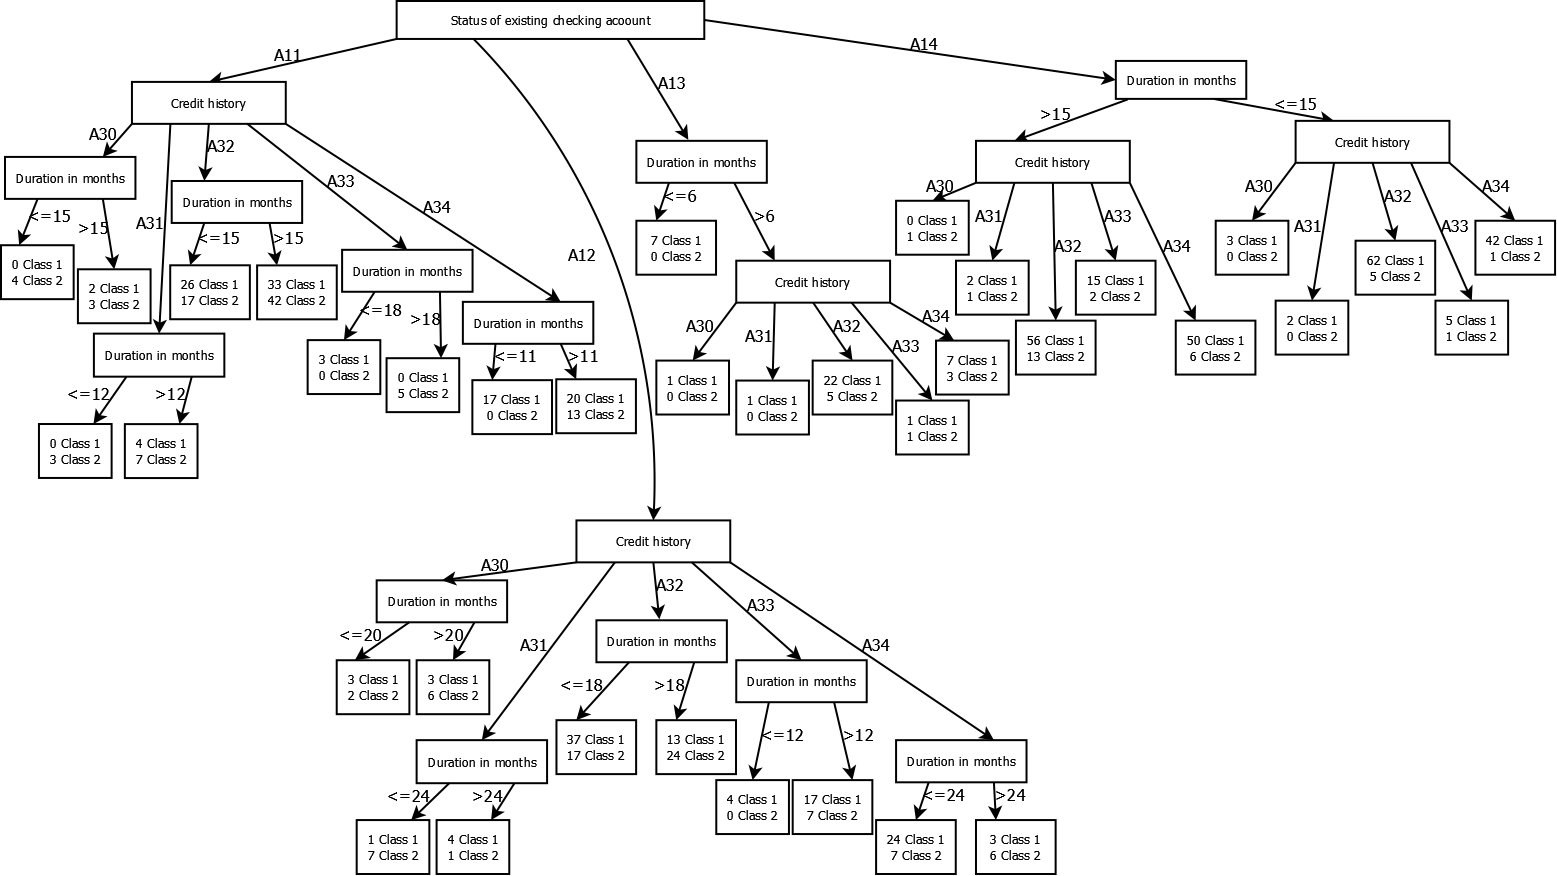 Status of existing checking acoount
A11
A12
A13
A14
Credit history
A30
A31
A32
A33
A34
Duration in months
<=15
>15
0 Class 1
4 Class 2
2 Class 1
3 Class 2
Duration in months
<=12
>12
0 Class 1
3 Class 2
4 Class 1
7 Class 2
Duration in months
<=15
>15
26 Class 1
17 Class 2
33 Class 1
42 Class 2
Duration in months
<=18
>18
3 Class 1
0 Class 2
0 Class 1
5 Class 2
Duration in months
<=11
>11
17 Class 1
0 Class 2
20 Class 1
13 Class 2
Duration in months
<=6
>6
7 Class 1
0 Class 2
Credit history
A30
A31
A32
A33
A34
1 Class 1
0 Class 2
1 Class 1
0 Class 2
22 Class 1
5 Class 2
1 Class 1
1 Class 2
7 Class 1
3 Class 2
Duration in months
>15
<=15
Credit history
A30
A31
A32
A33
A34
0 Class 1
1 Class 2
2 Class 1
1 Class 2
56 Class 1
13 Class 2
15 Class 1
2 Class 2
50 Class 1
6 Class 2
Credit history
A30
A31
A32
A33
A34
3 Class 1
0 Class 2
2 Class 1
0 Class 2
62 Class 1
5 Class 2
5 Class 1
1 Class 2
42 Class 1
1 Class 2
Credit history
A30
A31
A32
A33
A34
Duration in months
<=20
>20
3 Class 1
2 Class 2
3 Class 1
6 Class 2
Duration in months
<=24
>24
1 Class 1
7 Class 2
4 Class 1
1 Class 2
Duration in months
<=18
>18
37 Class 1
17 Class 2
13 Class 1
24 Class 2
Duration in months
<=12
>12
4 Class 1
0 Class 2
17 Class 1
7 Class 2
Duration in months
<=24
>24
24 Class 1
7 Class 2
3 Class 1
6 Class 2